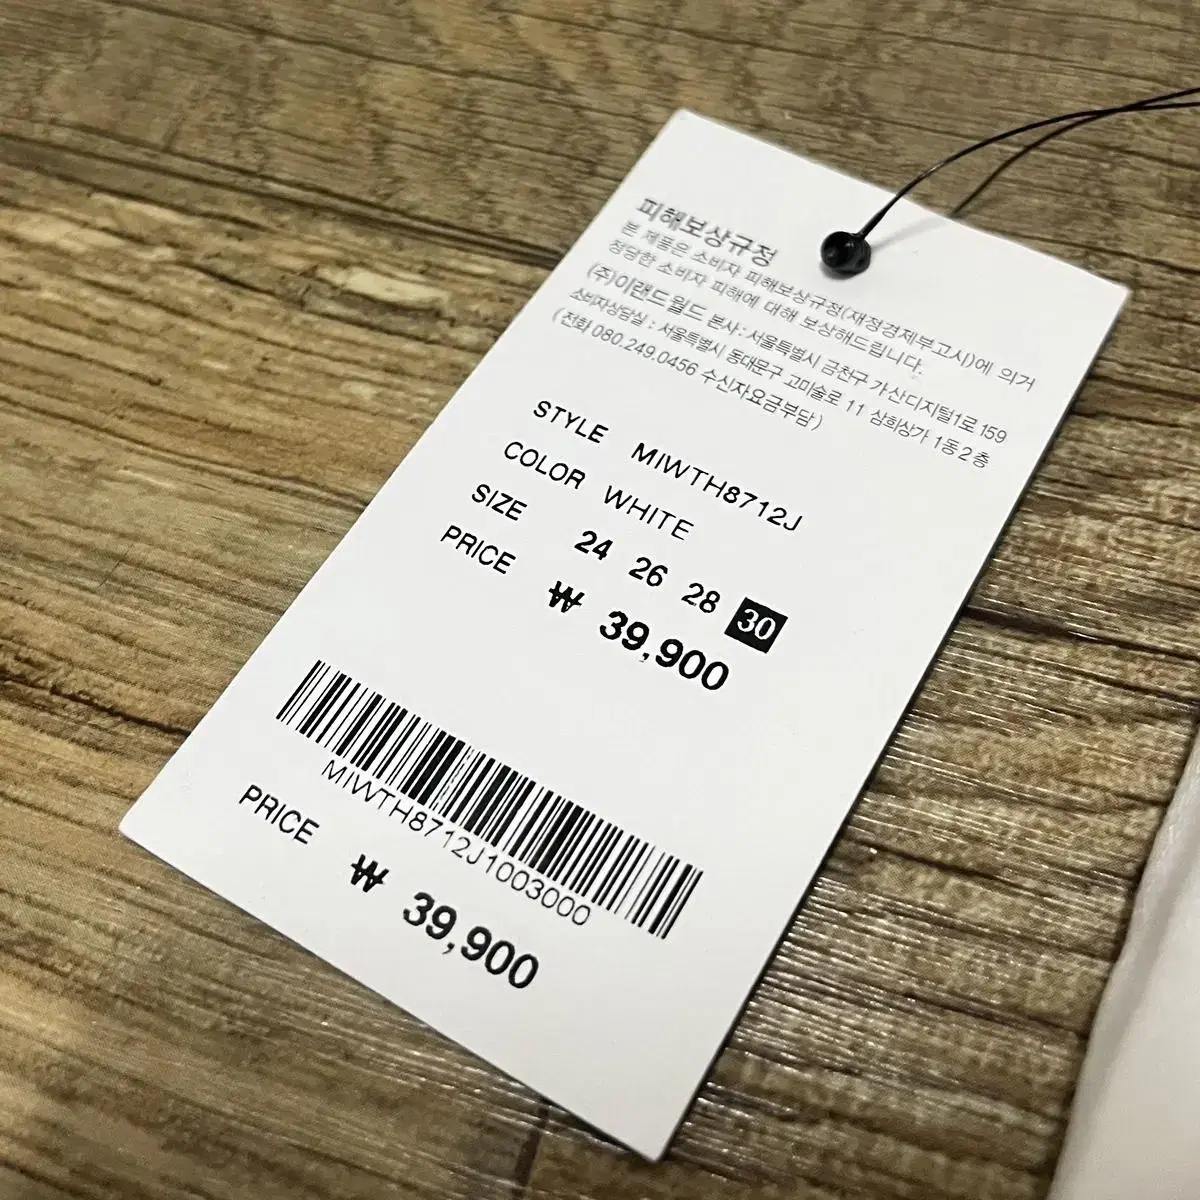 피해보상규정
본 제품은 소비자 피해보상규정(재정경제부고시)에 의거
정당한 소비자 피해에 대해 보상해드립니다.
(주)이랜드월드 본사 : 서울특별시 금천구 가산디지털1로 159
소비자상담실 : 서울특별시 동대문구 고미술로 11 삼희상가 1동 2층
(전화 080.249.0456 수신자요금부담)
STYLE MIWTH8712J
COLOR WHITE
SIZE 24 26 28 30
PRICE ₩ 39,900
MIWTH8712J1003000
PRICE ₩ 39,900